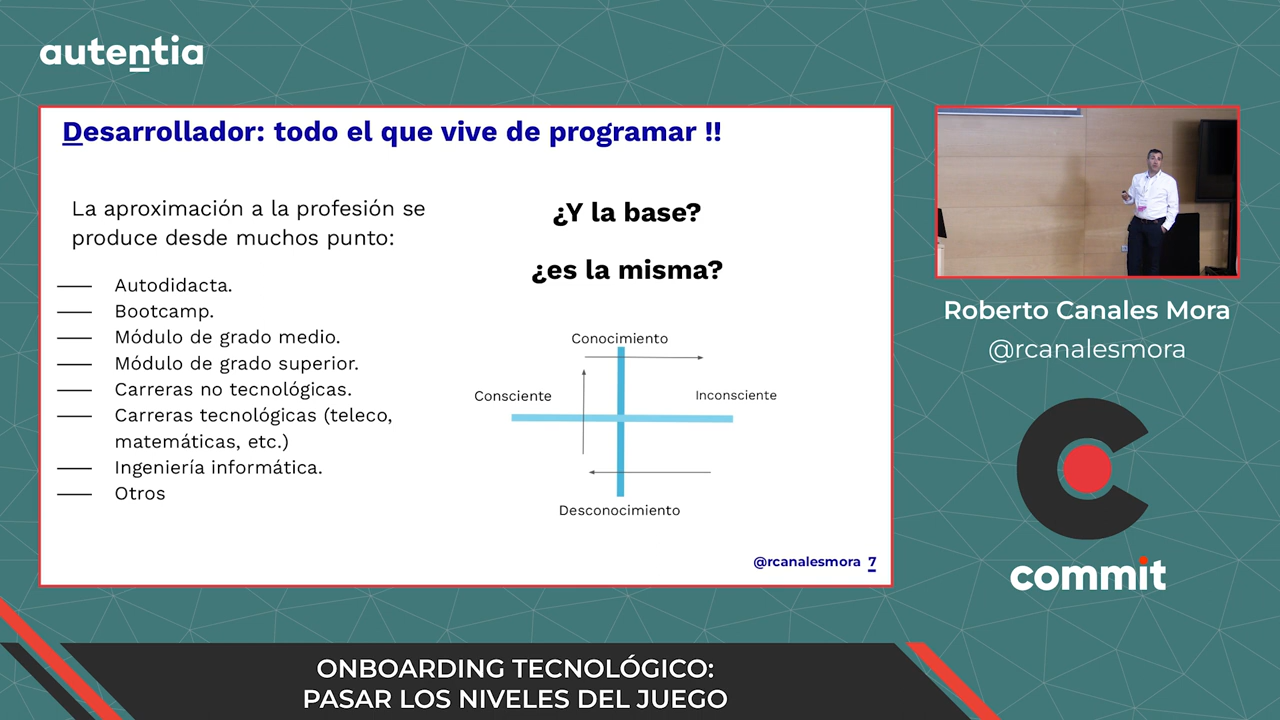 autentia
Desarrollador: todo el que vive de programar !!
La aproximación a la profesión se
produce desde muchos punto:
Autodidacta.
Bootcamp.
Módulo de grado medio.
Módulo de grado superior.
Carreras no tecnológicas.
Carreras tecnológicas (teleco,
matemáticas, etc.)
Ingeniería informática.
Otros
¿Y la base?
¿es la misma?
Conocimiento
Consciente
Inconsciente
Desconocimiento
@rcanalesmora 7
Roberto Canales Mora
@rcanalesmora
commit
ONBOARDING TECNOLÓGICO:
PASAR LOS NIVELES DEL JUEGO